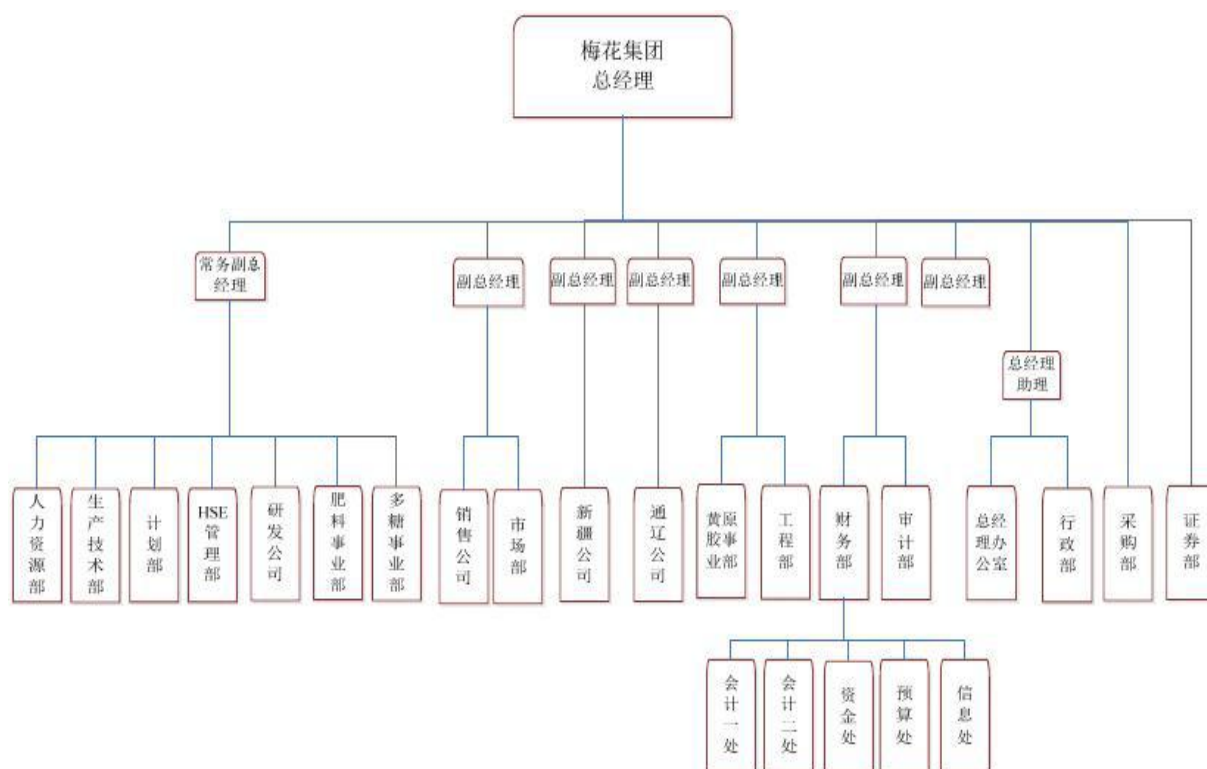 梅花集团
总经理
常务副总
经理
副总经理
副总经理
副总经理
副总经理
副总经理
副总经理
总经理
助理
人力资源部
生产技术部
计划部
HSE管理部
研发公司
肥料事业部
多糖事业部
销售公司
市场部
新疆公司
通辽公司
黄原胶事业部
工程部
财务部
审计部
总经理办公室
行政部
采购部
证券部
会计一处
会计二处
资金处
预算处
信息处